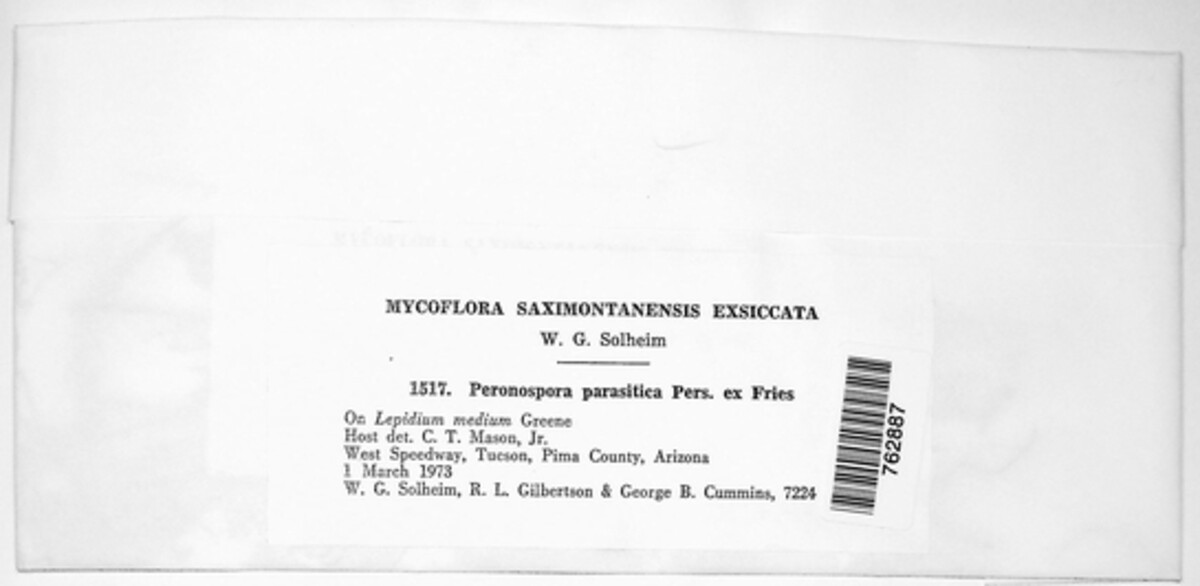 MYCOFLORA SAXIMONTANENSIS EXSICCATA
W. G. Solheim
1517. Peronospora parasitica Pers. ex Fries
On Lepidium medium Greene
Host det. C. T. Mason, Jr.
West Speedway, Tucson, Pima County, Arizona
1 March 1973
W. G. Solheim, R. L. Gilbertson & George B. Cummins, 7224
762887